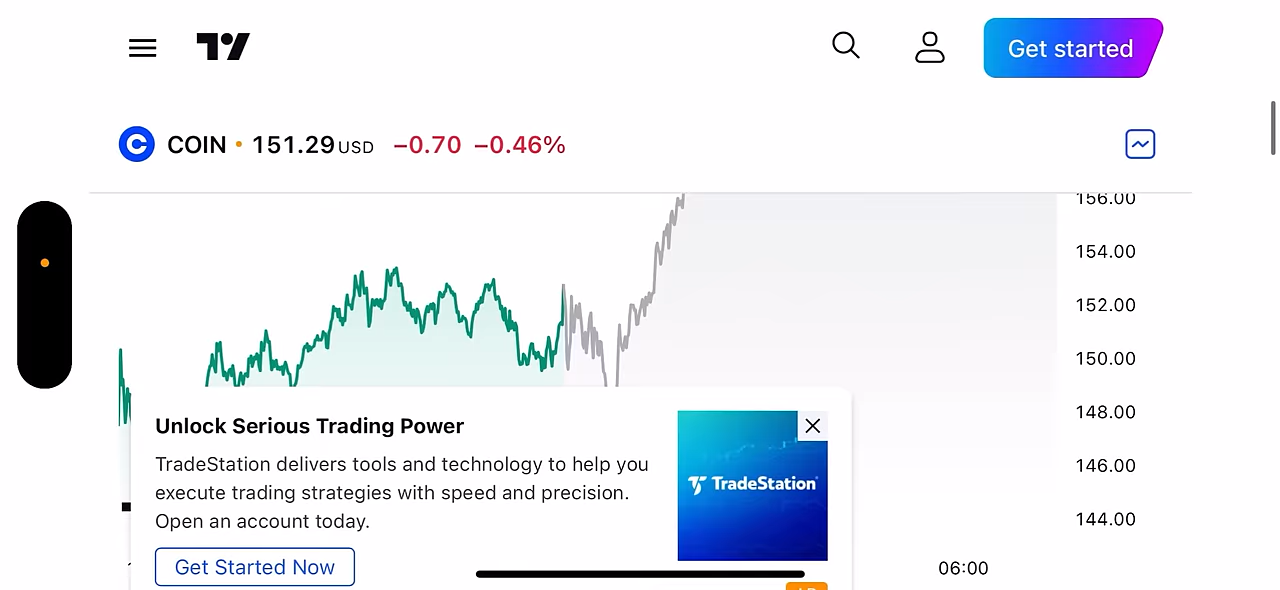 Get started
COIN • 151.29 USD −0.70 −0.46%
156.00
154.00
152.00
150.00
148.00
146.00
144.00
06:00
Unlock Serious Trading Power
TradeStation delivers tools and technology to help you
execute trading strategies with speed and precision.
Open an account today.
Get Started Now
TradeStation